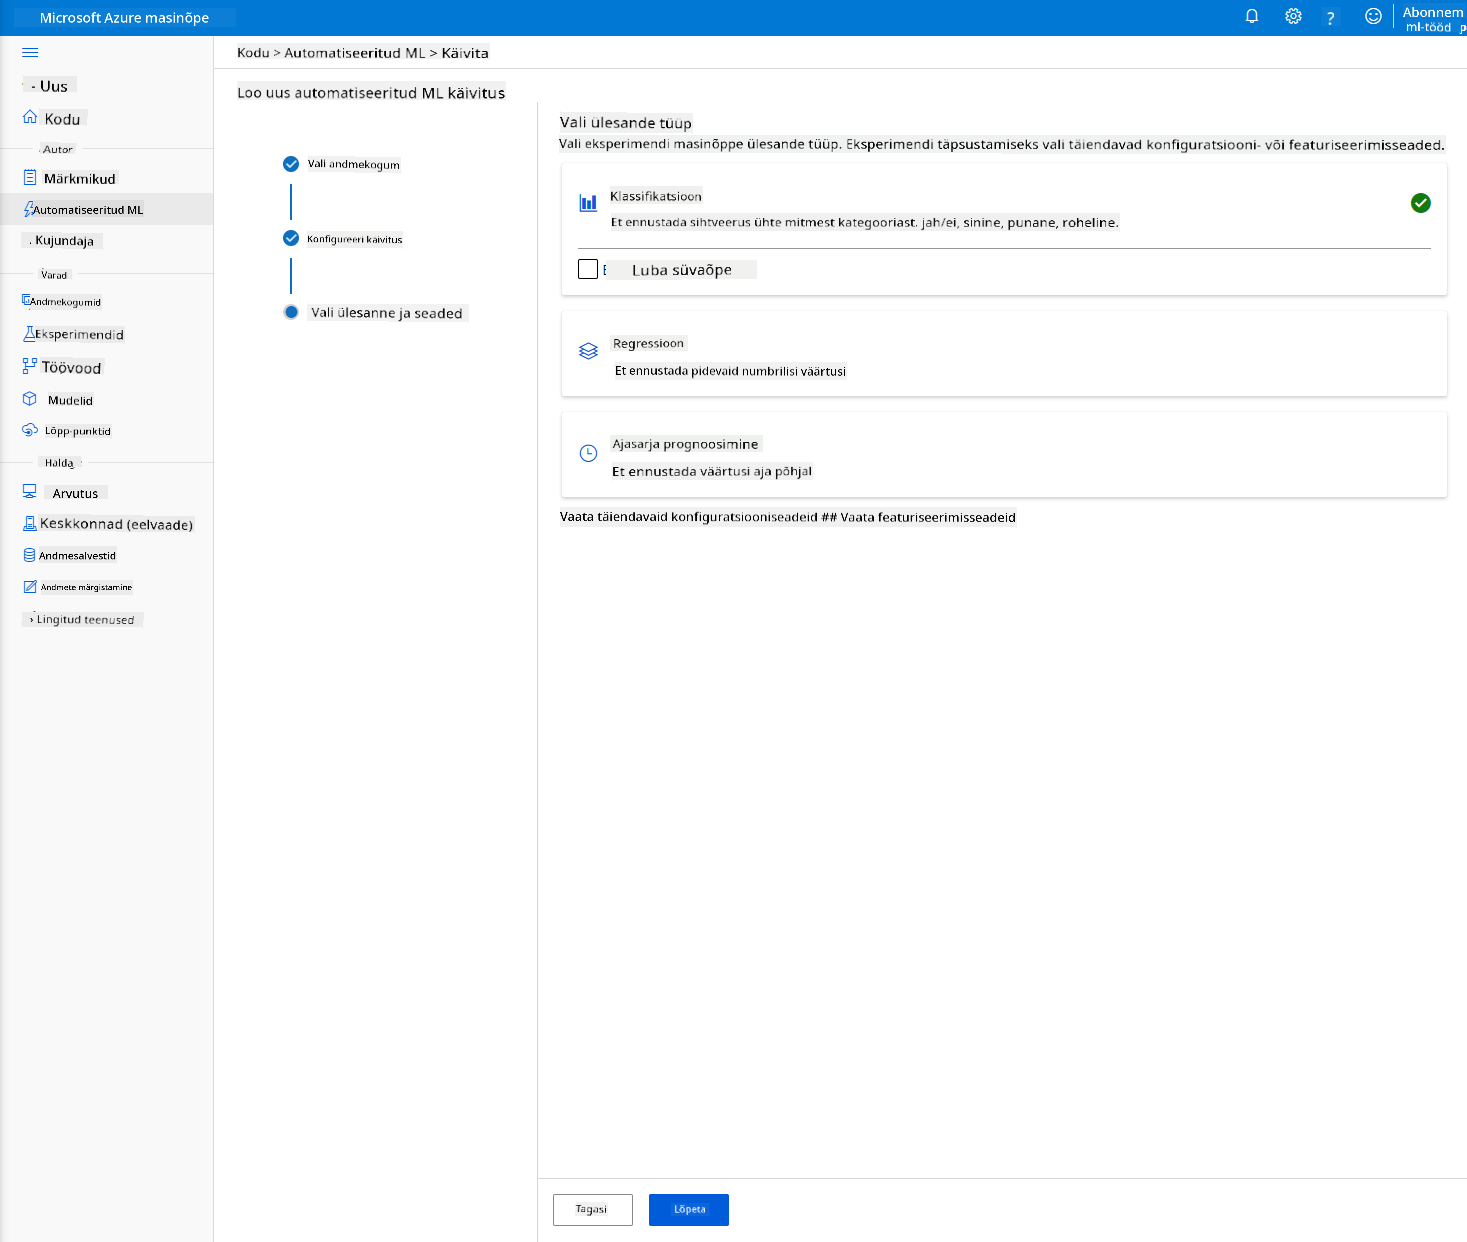 Microsoft Azure masinõpe
?
Abonnem
ml-tööd
Kodu > Automatiseeritud ML > Käivita
- Uus
Kodu
Autor
Märkmikud
Automatiseeritud ML
. Kujundaja
Varad
Andmekogumid
Eksperimendid
Töövood
Mudelid
Lõpp-punktid
Halda
Arvutus
Keskkonnad (eelvaade)
Andmesalvestid
Andmete märgistamine
Lingitud teenused
Loo uus automatiseeritud ML käivitus
Vali andmekogum
Konfigureeri käivitus
Vali ülesanne ja seaded
Vali ülesande tüüp
Vali eksperimendi masinõppe ülesande tüüp. Eksperimendi täpsustamiseks vali täiendavad konfiguratsiooni- või featuriseerimisseaded.
Klassifikatsioon
Et ennustada sihtveerus ühte mitmest kategooriast. jah/ei, sinine, punane, roheline.
Luba süvaõpe
Regressioon
Et ennustada pidevaid numbrilisi väärtusi
Ajasarja prognoosimine
Et ennustada väärtusi aja põhjal
Vaata täiendavaid konfiguratsiooniseadeid ## Vaata featuriseerimisseadeid
Tagasi
Lõpeta